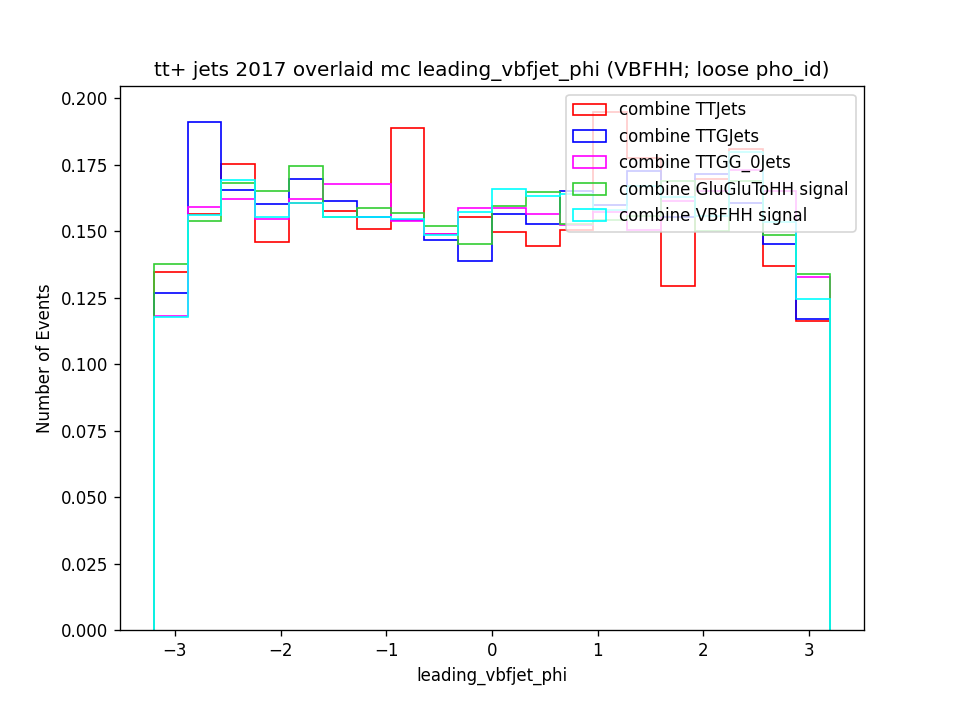 tt+ jets 2017 overlaid mc leading_vbfjet_phi (VBFHH; loose pho_id)
combine TTJets
combine TTGJets
combine TTGG_0Jets
combine GluGluToHH signal
combine VBFHH signal
0.200
0.175
0.150
0.125
0.100
0.075
0.050
0.025
0.000
Number of Events
−3 −2 −1 0 1 2 3
leading_vbfjet_phi